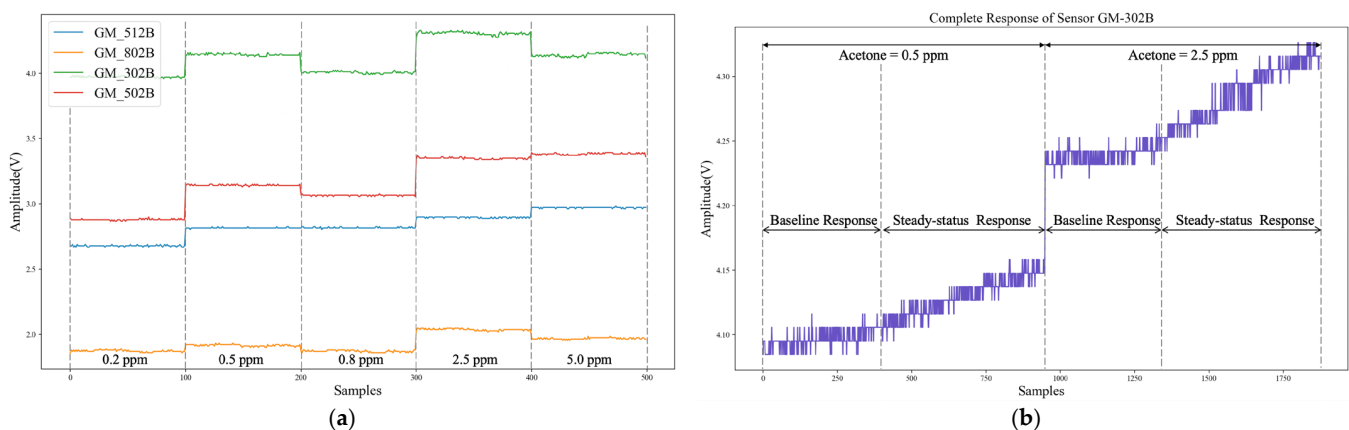 GM_512B
GM_802B
GM_302B
GM_502B
4.0
3.5
3.0
2.5
2.0
Amplitude(V)
0.2 ppm
0.5 ppm
0.8 ppm
2.5 ppm
5.0 ppm
0
100
200
300
400
500
Samples
(a)
Complete Response of Sensor GM-302B
Acetone = 0.5 ppm
Acetone = 2.5 ppm
4.30
4.25
4.20
4.15
4.10
Amplitude(V)
Baseline Response
Steady-status Response
Baseline Response
Steady-status Response
0
250
500
750
1000
1250
1500
1750
Samples
(b)